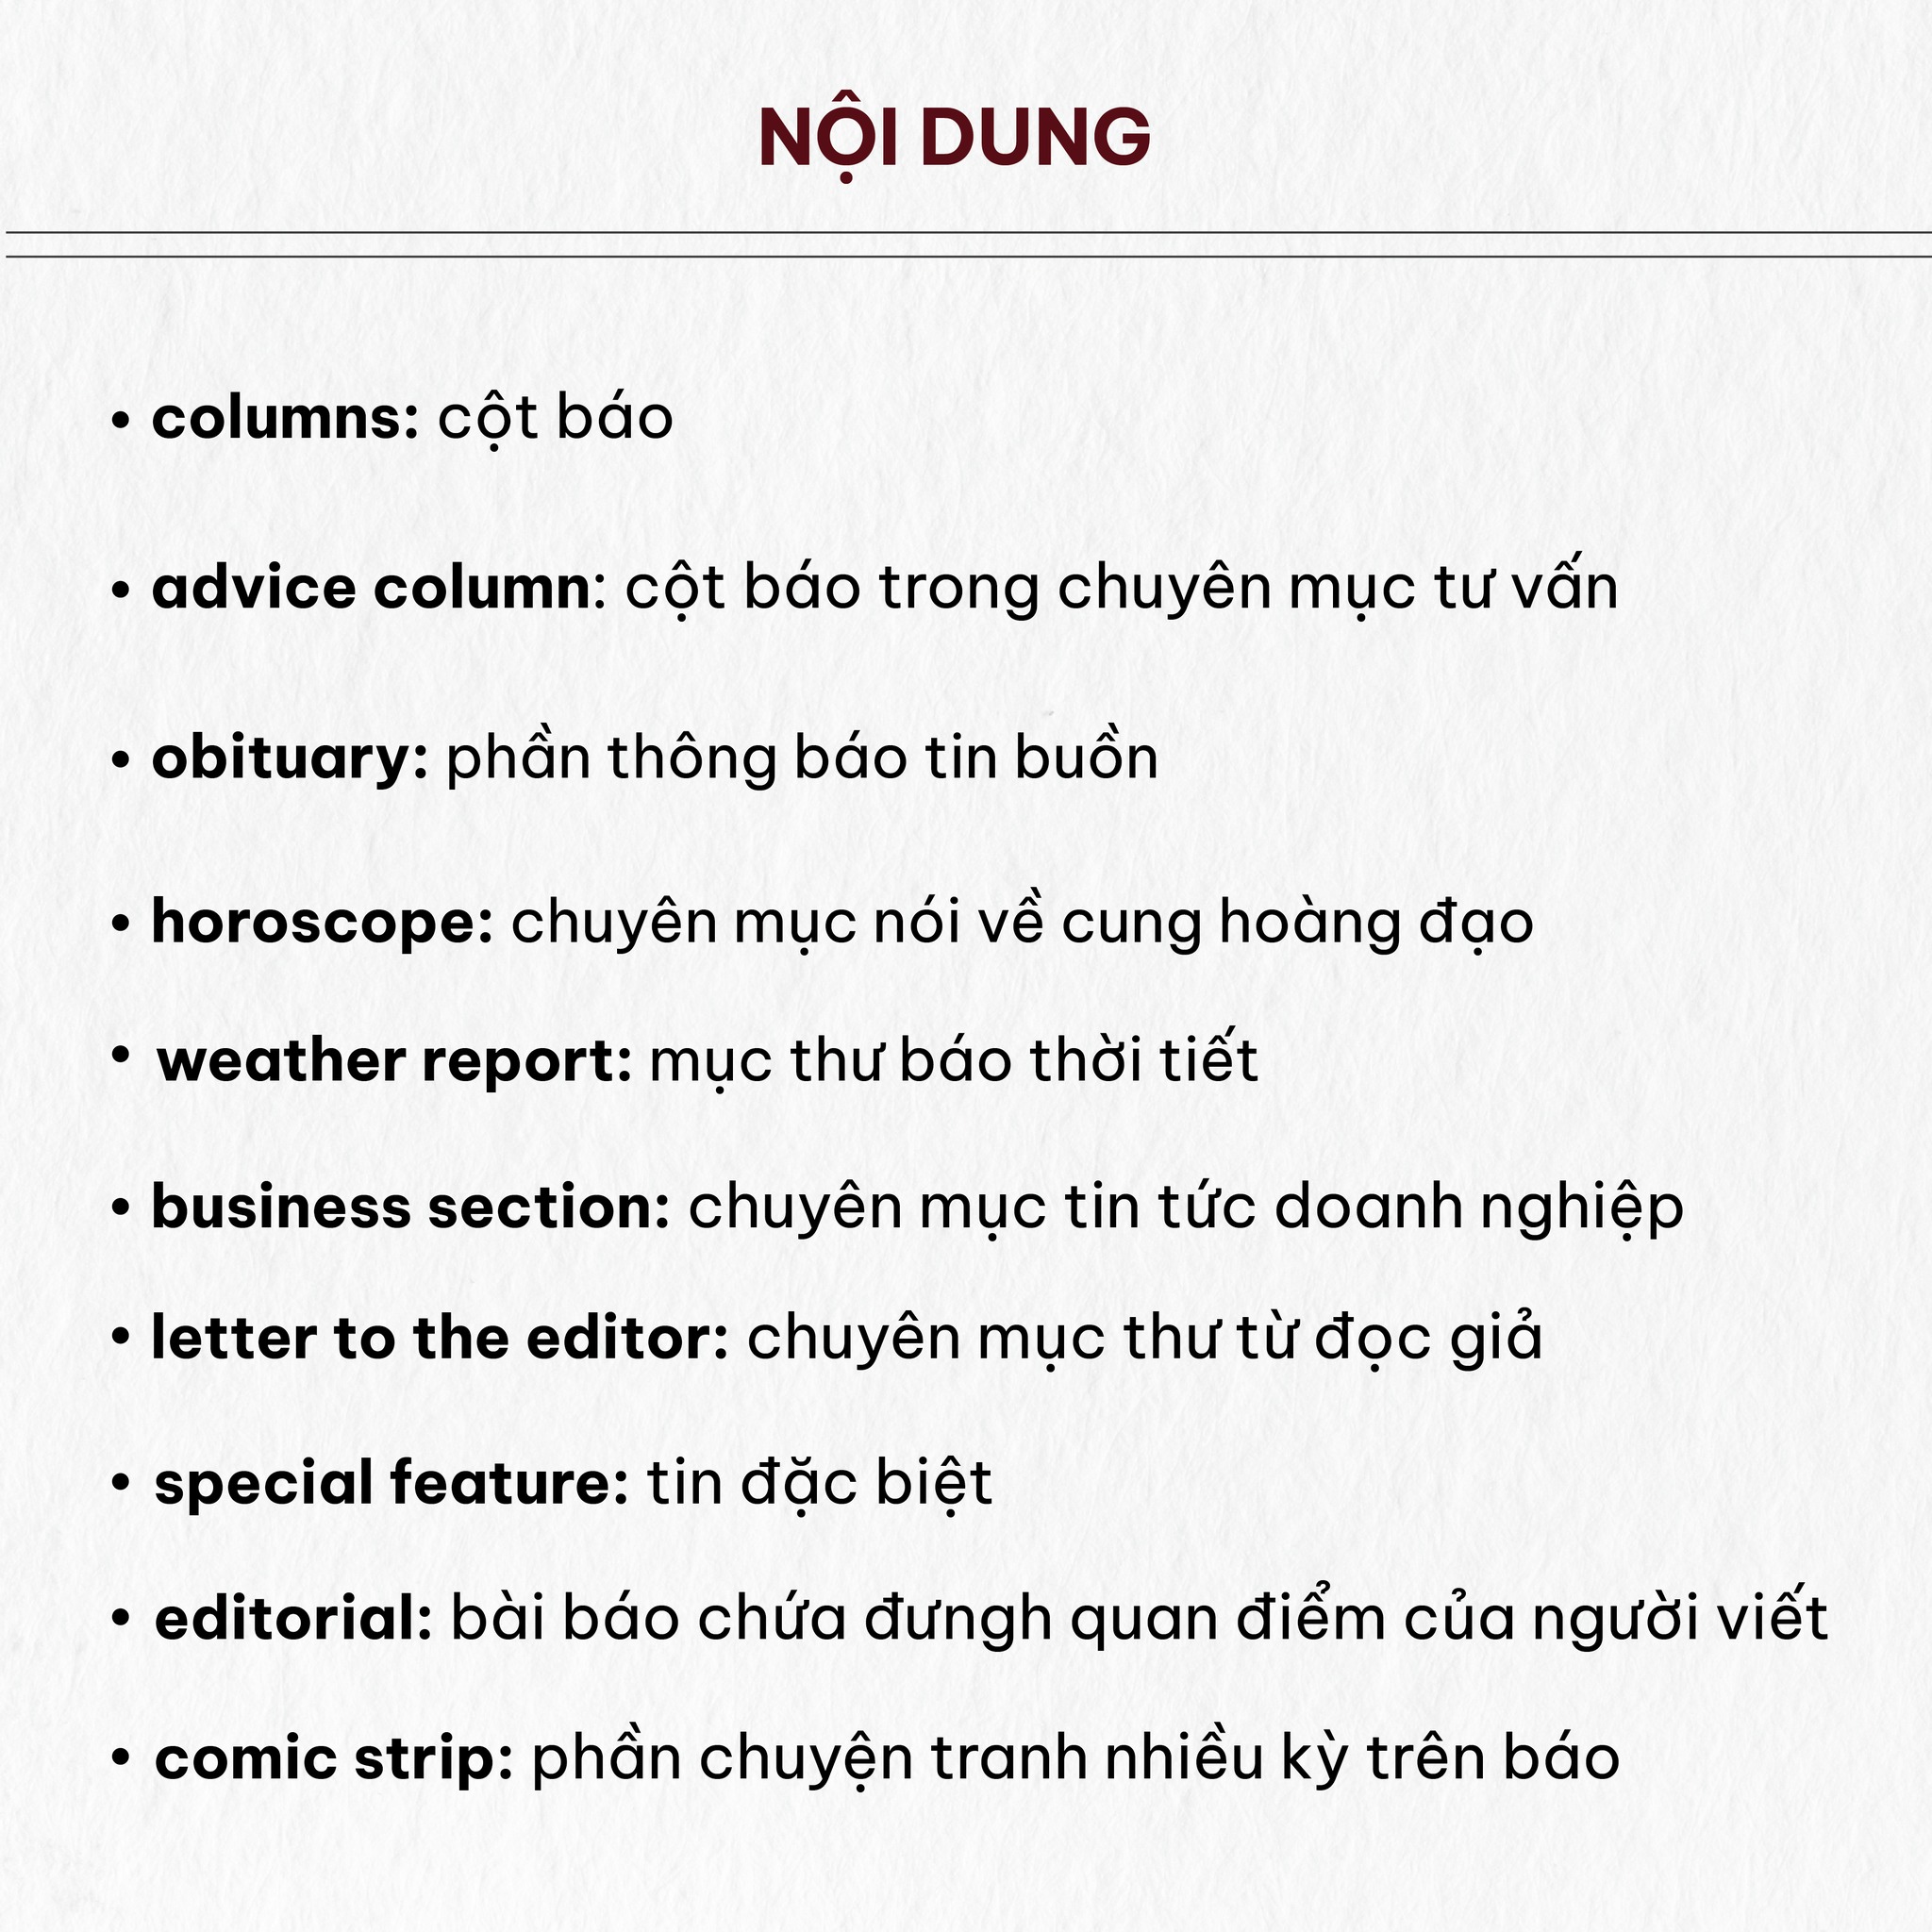 NỘI DUNG
• columns: cột báo
• advice column: cột báo trong chuyên mục tư vấn
• obituary: phần thông báo tin buồn
• horoscope: chuyên mục nói về cung hoàng đạo
• weather report: mục thư báo thời tiết
• business section: chuyên mục tin tức doanh nghiệp
• letter to the editor: chuyên mục thư từ đọc giả
• special feature: tin đặc biệt
• editorial: bài báo chứa đưngh quan điểm của người viết
• comic strip: phần chuyện tranh nhiều kỳ trên báo